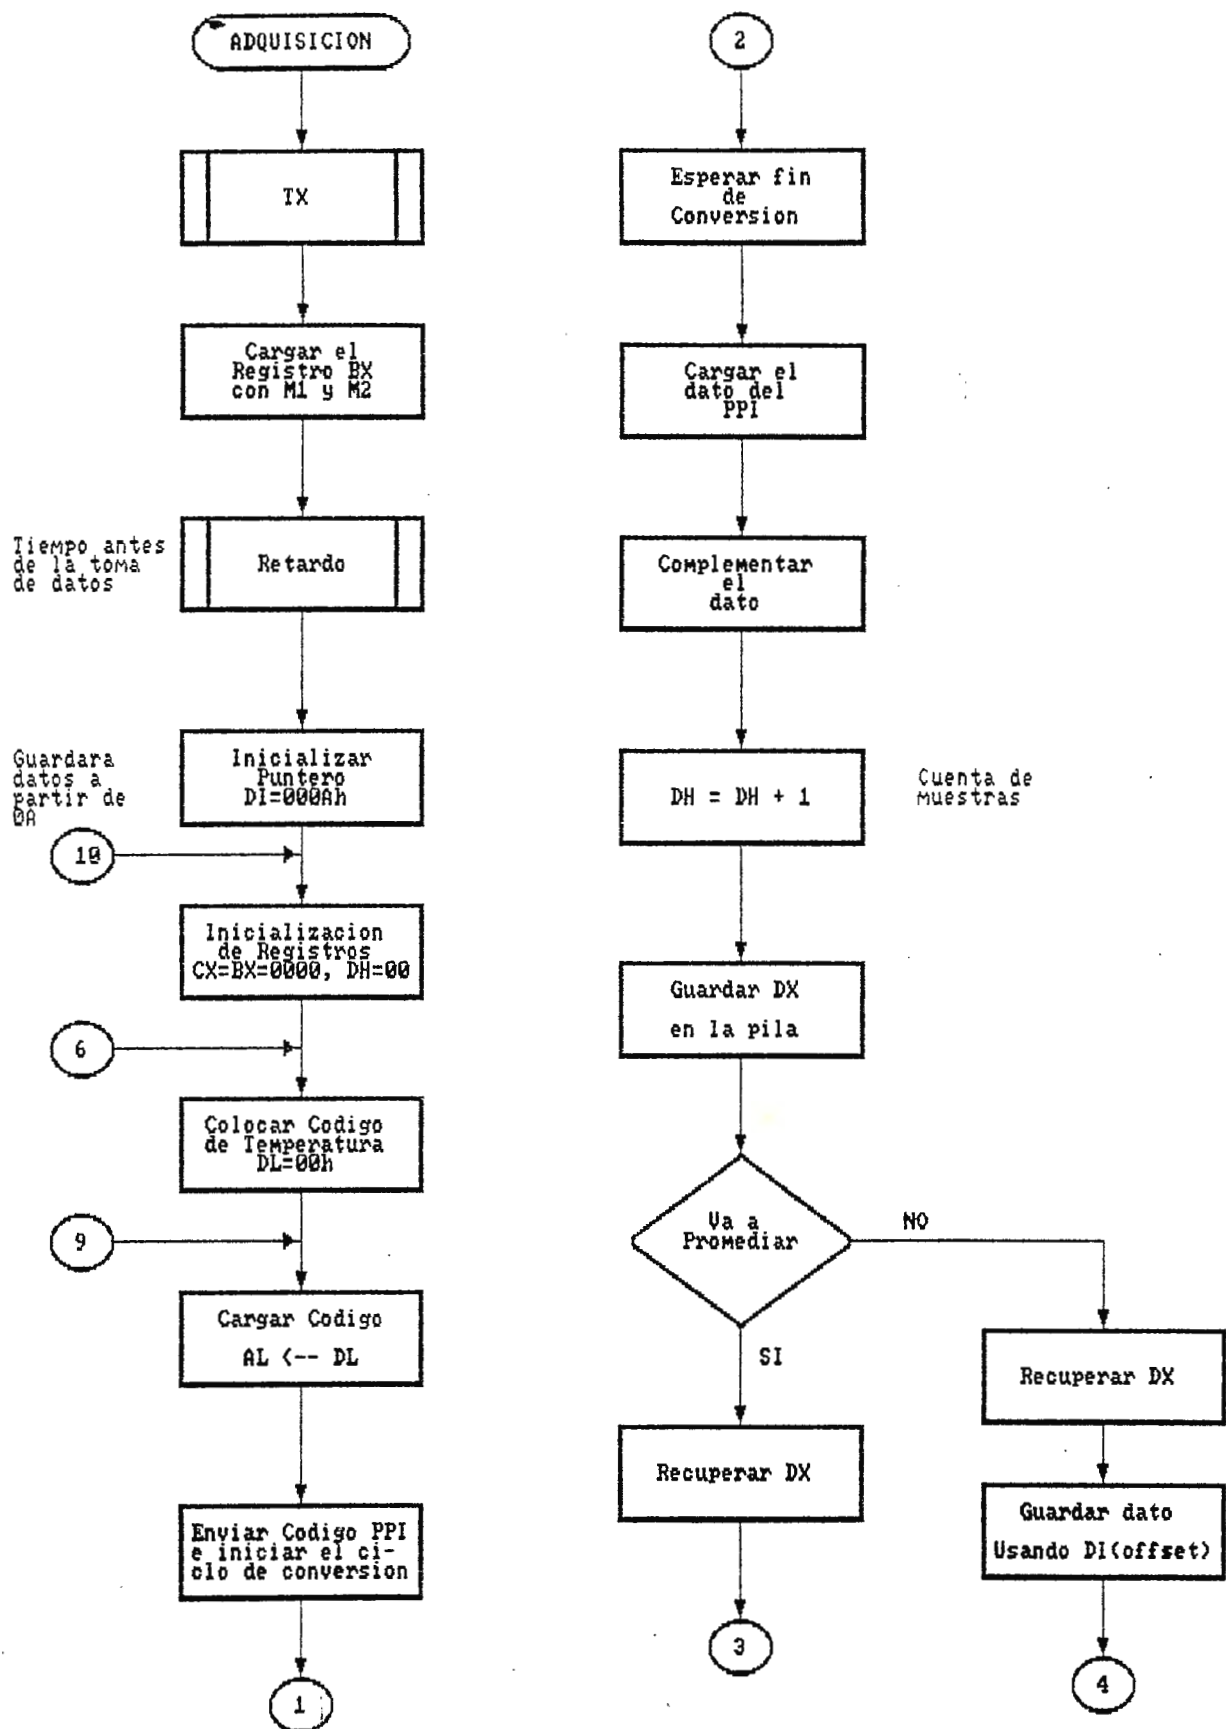 ADQUISICION
TX
Cargar el
Registro BX
con M1 y M2
Tiempo antes
de la toma
de datos
Retardo
Guardara
datos a
partir de
0A
Inicializar
Puntero
DI=000Ah
10
Inicializacion
de Registros
CX=BX=0000, DH=00
6
Colocar Codigo
de Temperatura
DL=00h
9
Cargar Codigo
AL <-- DL
Enviar Codigo PPI
e iniciar el ci-
clo de conversion
1
2
Esperar fin
de
Conversion
Cargar el
dato del
PPI
Complementar
el
dato
DH = DH + 1
Cuenta de
muestras
Guardar DX
en la pila
Va a
Promediar
NO
SI
Recuperar DX
3
Recuperar DX
Guardar dato
Usando DI(offset)
4